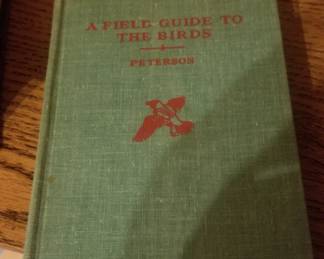 A FIELD GUIDE TO
THE BIRDS
PETERSON